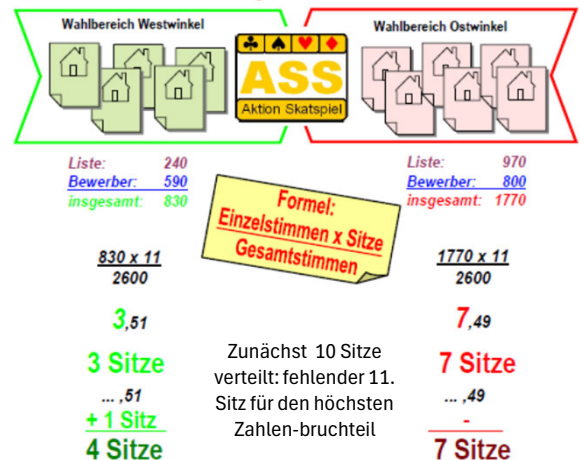 Wahlbereich Westwinkel
Wahlbereich Ostwinkel
ASS
Aktion Skatspiel
Liste: 240
Bewerber: 590
insgesamt: 830
Liste: 970
Bewerber: 800
insgesamt: 1770
Formel:
Einzelstimmen x Sitze
Gesamtstimmen
830 x 11
2600
1770 x 11
2600
3,51
7,49
3 Sitze
Zunächst 10 Sitze
verteilt: fehlender 11.
Sitz für den höchsten
Zahlen-bruchteil
7 Sitze
... ,51
+ 1 Sitz
4 Sitze
... ,49
-
7 Sitze